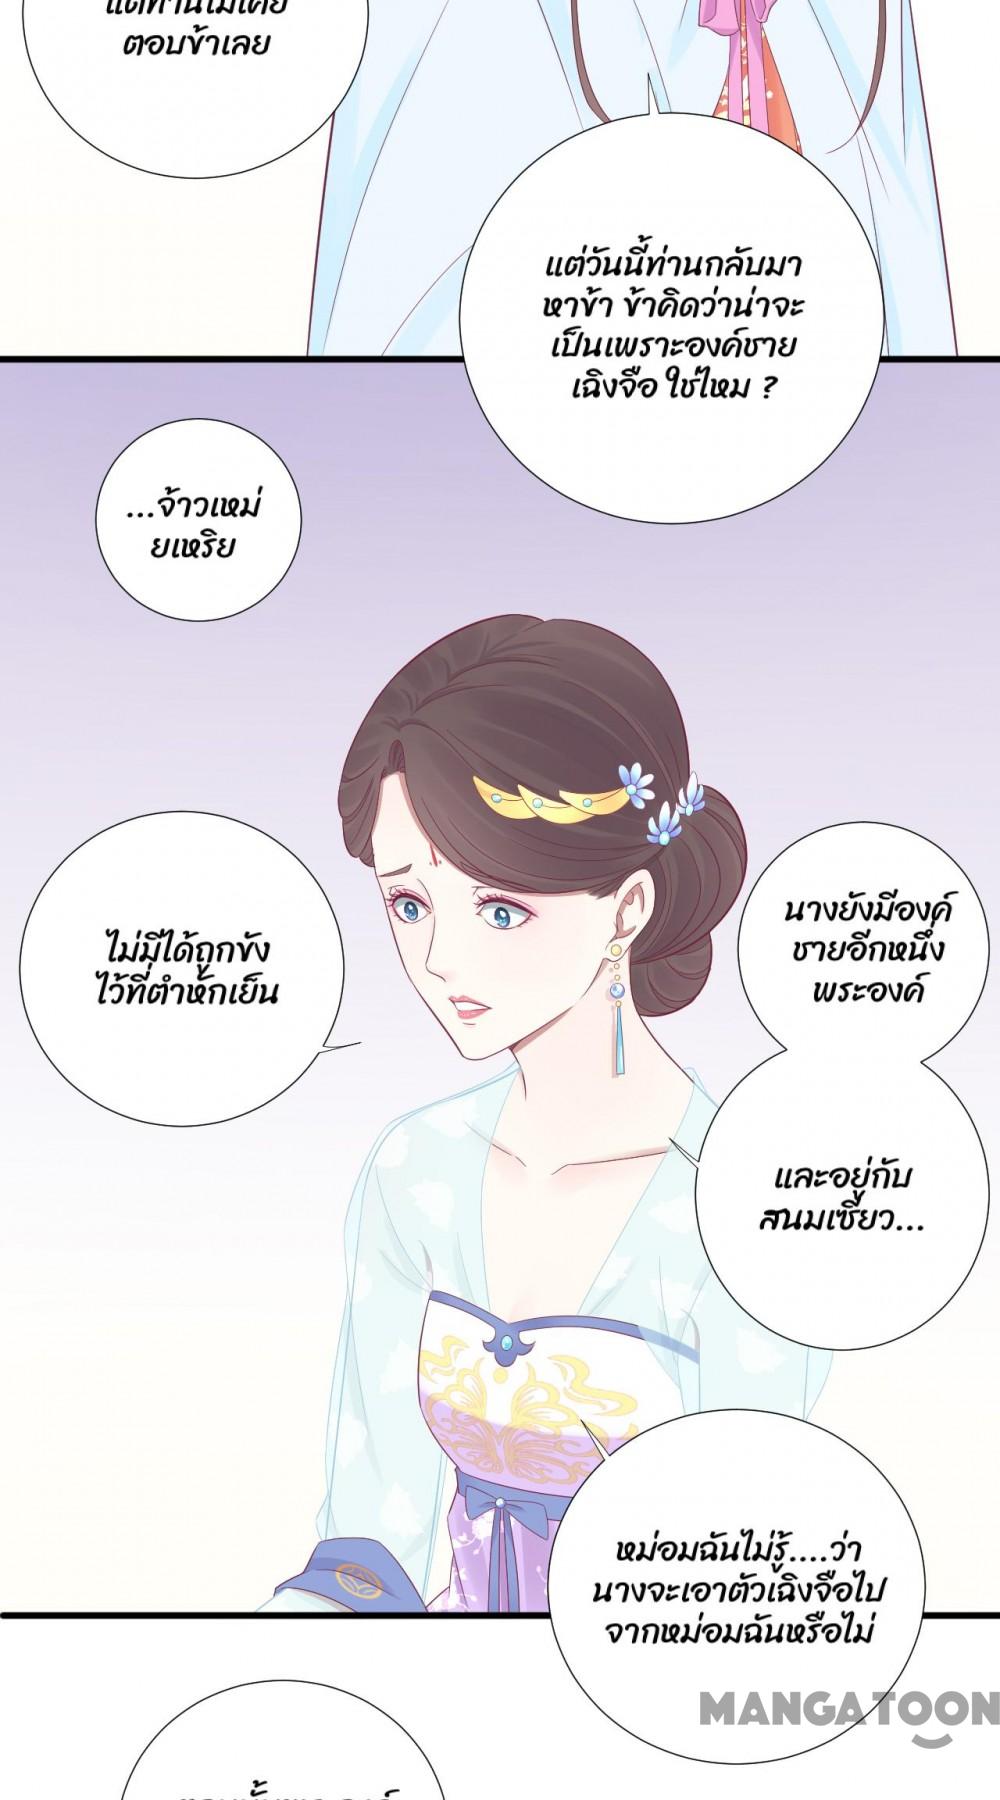 ตอบข้าเลย
แต่วันนี้ท่านกลับมา
หาข้า ข้าคิดว่าน่าจะ
เป็นเพราะองค์ชาย
เฉิงจือ ใช่ไหม ?
...จ้าวเหม่
ยเหริย
ไม่มีได้ถูกขัง
ไว้ที่ตำหักเย็น
นางยังมีองค์
ชายอีกหนึ่ง
พระองค์
และอยู่กับ
สนมเซียว...
หม่อมฉันไม่รู้....ว่า
นางจะเอาตัวเฉิงจือไป
จากหม่อมฉันหรือไม่
MANGATOON